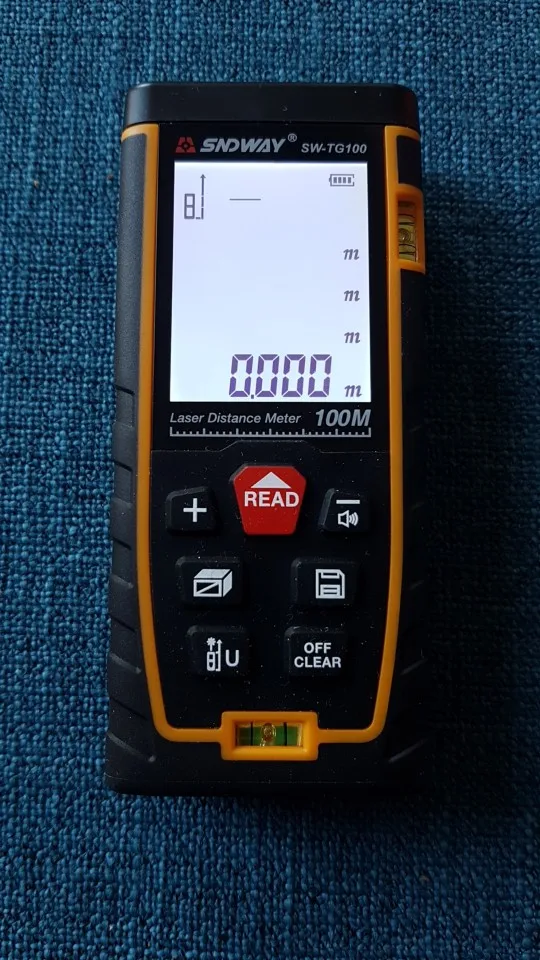 SNDWAY® SW-TG100
m
m
m
0.000 m
Laser Distance Meter 100M
READ
+
U
OFF
CLEAR